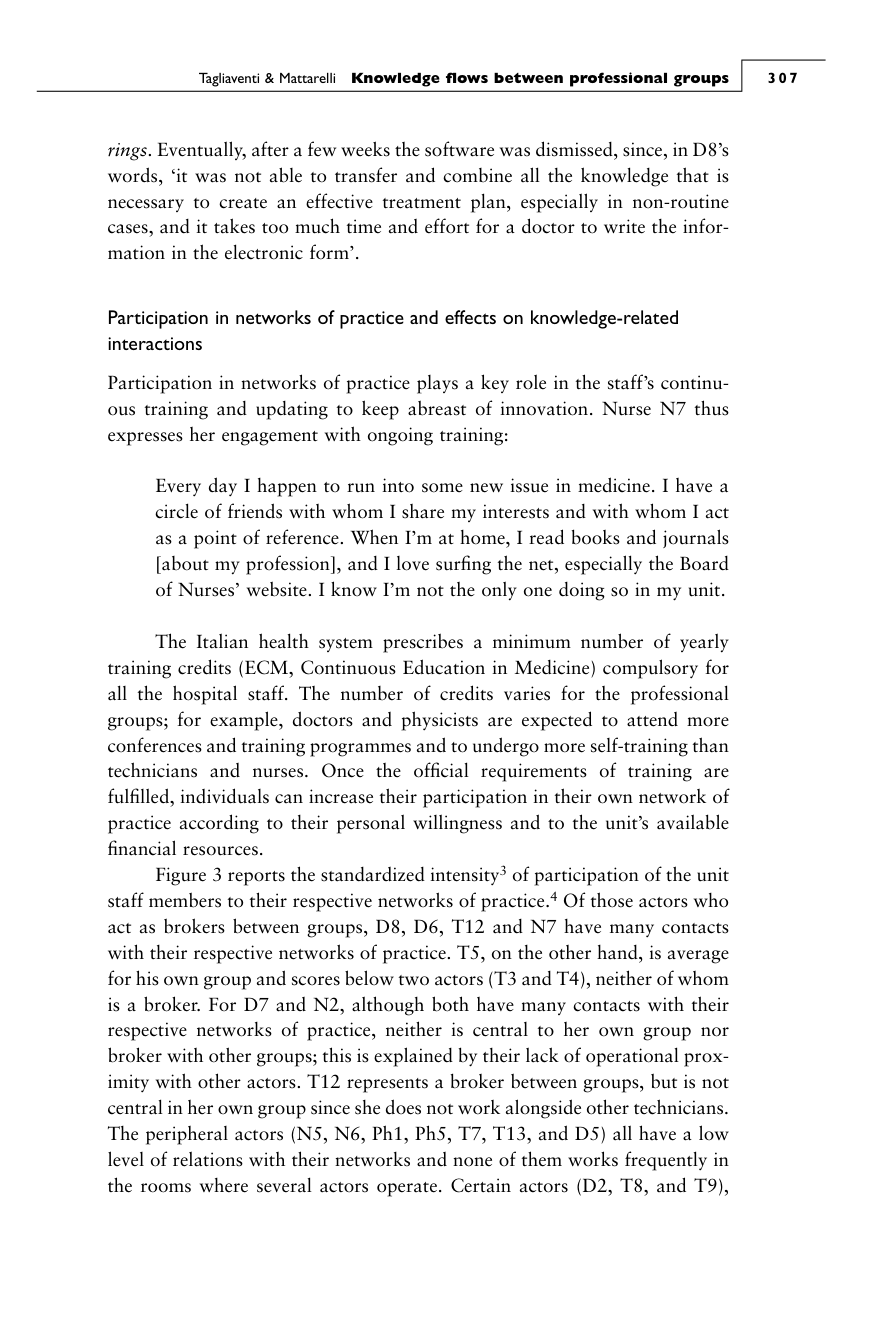 Tagliaventi & Mattarelli Knowledge flows between professional groups 307
rings. Eventually, after a few weeks the software was dismissed, since, in D8’s
words, ‘it was not able to transfer and combine all the knowledge that is
necessary to create an effective treatment plan, especially in non-routine
cases, and it takes too much time and effort for a doctor to write the infor-
mation in the electronic form’.
Participation in networks of practice and effects on knowledge-related
interactions
Participation in networks of practice plays a key role in the staff’s continu-
ous training and updating to keep abreast of innovation. Nurse N7 thus
expresses her engagement with ongoing training:
Every day I happen to run into some new issue in medicine. I have a
circle of friends with whom I share my interests and with whom I act
as a point of reference. When I’m at home, I read books and journals
[about my profession], and I love surfing the net, especially the Board
of Nurses’ website. I know I’m not the only one doing so in my unit.
The Italian health system prescribes a minimum number of yearly
training credits (ECM, Continuous Education in Medicine) compulsory for
all the hospital staff. The number of credits varies for the professional
groups; for example, doctors and physicists are expected to attend more
conferences and training programmes and to undergo more self-training than
technicians and nurses. Once the official requirements of training are
fulfilled, individuals can increase their participation in their own network of
practice according to their personal willingness and to the unit’s available
financial resources.
Figure 3 reports the standardized intensity³ of participation of the unit
staff members to their respective networks of practice.⁴ Of those actors who
act as brokers between groups, D8, D6, T12 and N7 have many contacts
with their respective networks of practice. T5, on the other hand, is average
for his own group and scores below two actors (T3 and T4), neither of whom
is a broker. For D7 and N2, although both have many contacts with their
respective networks of practice, neither is central to her own group nor
broker with other groups; this is explained by their lack of operational prox-
imity with other actors. T12 represents a broker between groups, but is not
central in her own group since she does not work alongside other technicians.
The peripheral actors (N5, N6, Ph1, Ph5, T7, T13, and D5) all have a low
level of relations with their networks and none of them works frequently in
the rooms where several actors operate. Certain actors (D2, T8, and T9),